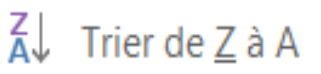 Z
A Trier de Z à A